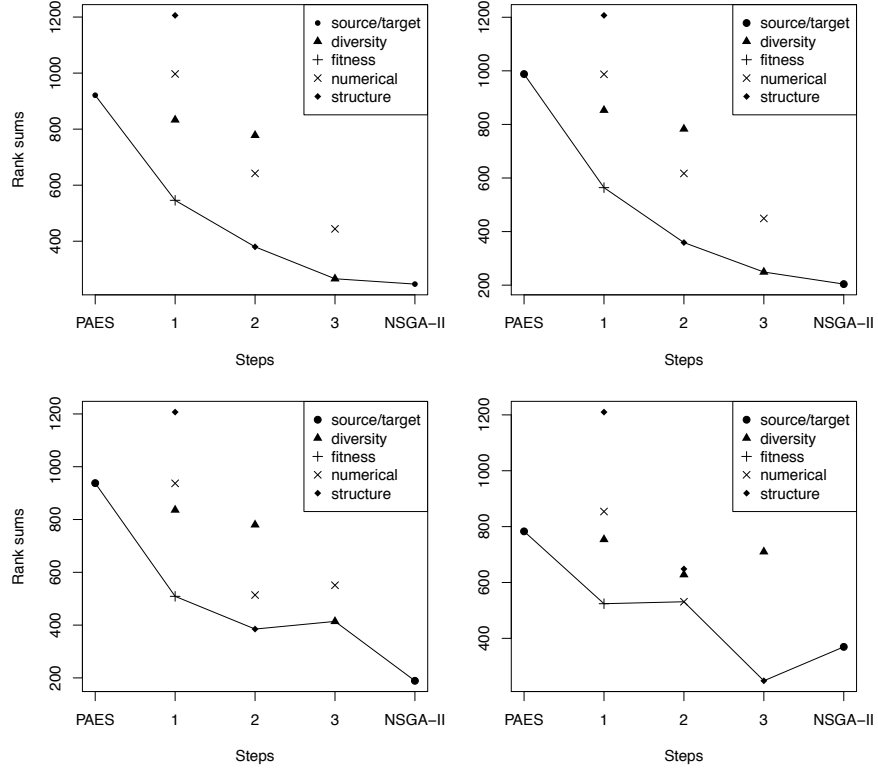 1200
1000
800
600
400
Rank sums
source/target
diversity
fitness
numerical
structure
PAES 1 2 3 NSGA-II
Steps
1200
1000
800
600
400
200
source/target
diversity
fitness
numerical
structure
PAES 1 2 3 NSGA-II
Steps
1200
1000
800
600
400
200
Rank sums
source/target
diversity
fitness
numerical
structure
PAES 1 2 3 NSGA-II
Steps
1200
1000
800
600
400
source/target
diversity
fitness
numerical
structure
PAES 1 2 3 NSGA-II
Steps